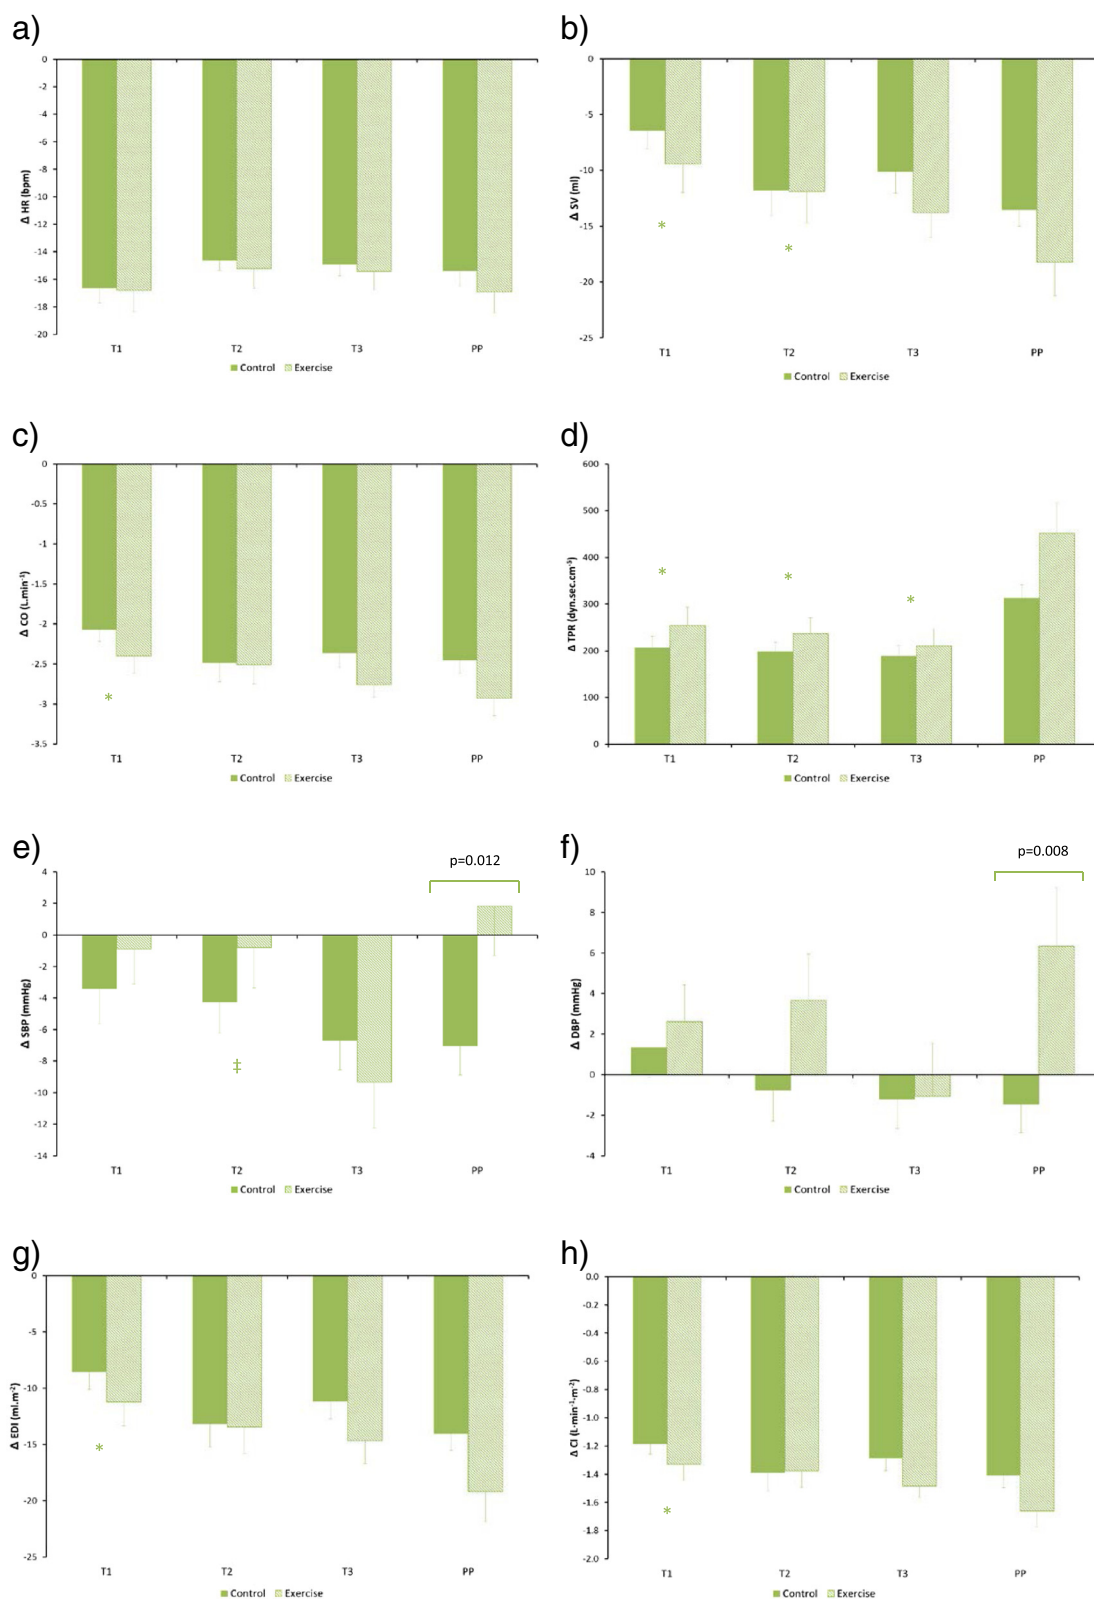 a)
0
-2
-4
-6
-8
-10
-12
-14
-16
-18
-20
Δ HR (bpm)
T1 T2 T3 PP
Control Exercise
b)
0
-5
-10
-15
-20
-25
Δ SV (ml)
* *
T1 T2 T3 PP
Control Exercise
c)
0
-0.5
-1
-1.5
-2
-2.5
-3
-3.5
Δ CO (L.min⁻¹)
*
T1 T2 T3 PP
Control Exercise
d)
600
500
400
300
200
100
0
Δ TPR (dyn.sec.cm⁻⁵)
* * *
T1 T2 T3 PP
Control Exercise
e)
p=0.012
4
2
0
-2
-4
-6
-8
-10
-12
-14
Δ SBP (mmHg)
‡
T1 T2 T3 PP
Control Exercise
f)
p=0.008
10
8
6
4
2
0
-2
-4
Δ DBP (mmHg)
T1 T2 T3 PP
Control Exercise
g)
0
-5
-10
-15
-20
-25
Δ EDI (ml.m⁻²)
*
T1 T2 T3 PP
Control Exercise
h)
0.0
-0.2
-0.4
-0.6
-0.8
-1.0
-1.2
-1.4
-1.6
-1.8
-2.0
Δ CI (L·min⁻¹·m⁻²)
*
T1 T2 T3 PP
Control Exercise